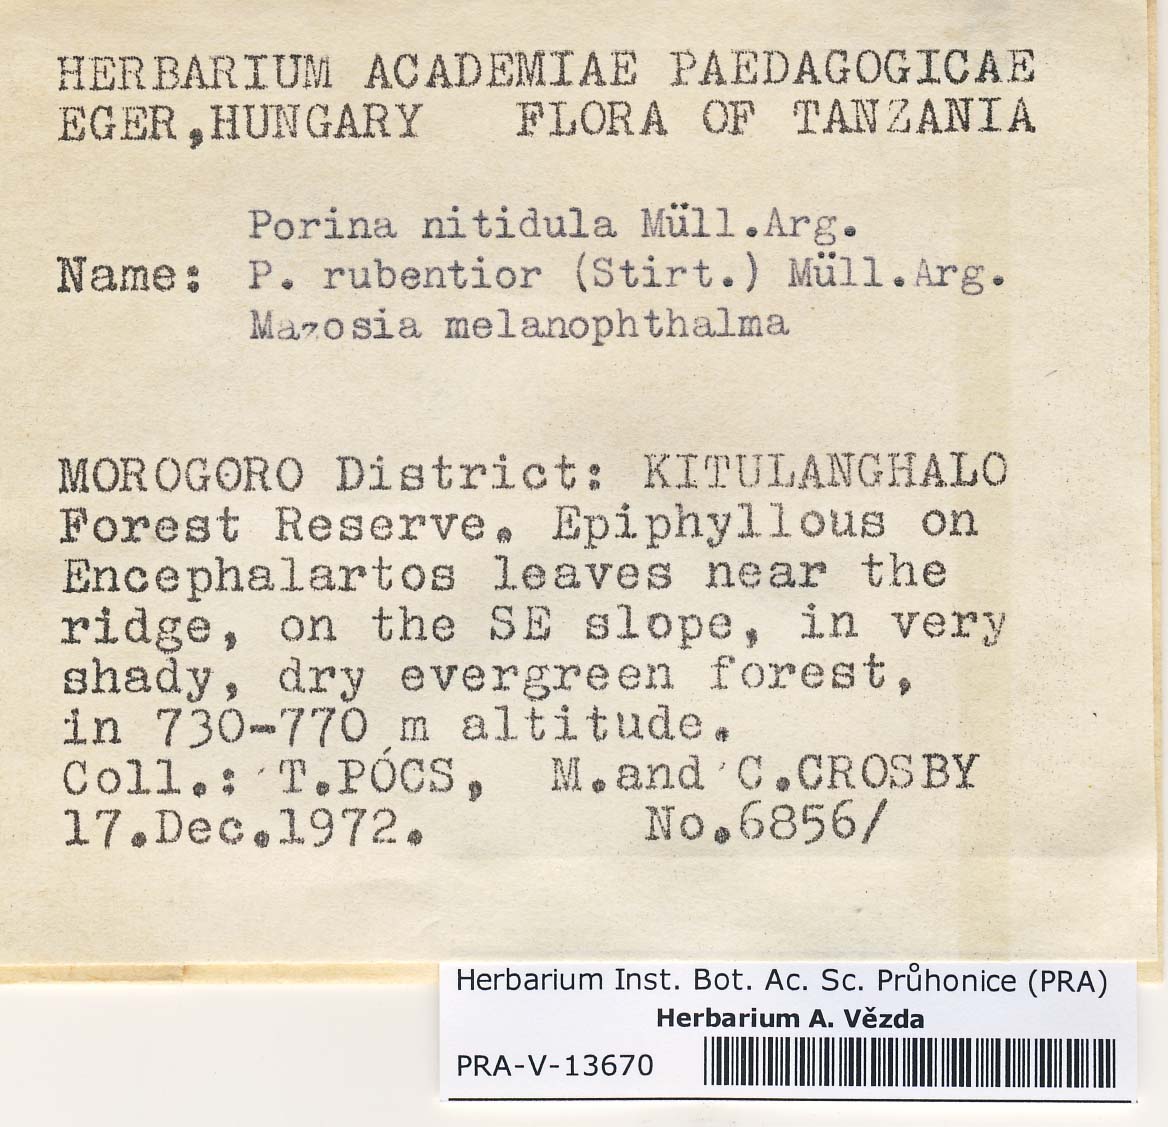 HERBARIUM ACADEMIAE PAEDAGOGICAE
EGER,HUNGARY FLORA OF TANZANIA
Porina nitidula Müll.Arg.
Name: P. rubentior (Stirt.) Müll.Arg.
Mazosia melanophthalma
MOROGORO District: KITULANGHALO
Forest Reserve. Epiphyllous on
Encephalartos leaves near the
ridge, on the SE slope, in very
shady, dry evergreen forest,
in 730-770 m altitude.
Coll.: T.PÓCS, M.and C.CROSBY
17.Dec.1972. No.6856/
Herbarium Inst. Bot. Ac. Sc. Průhonice (PRA)
Herbarium A. Vězda
PRA-V-13670